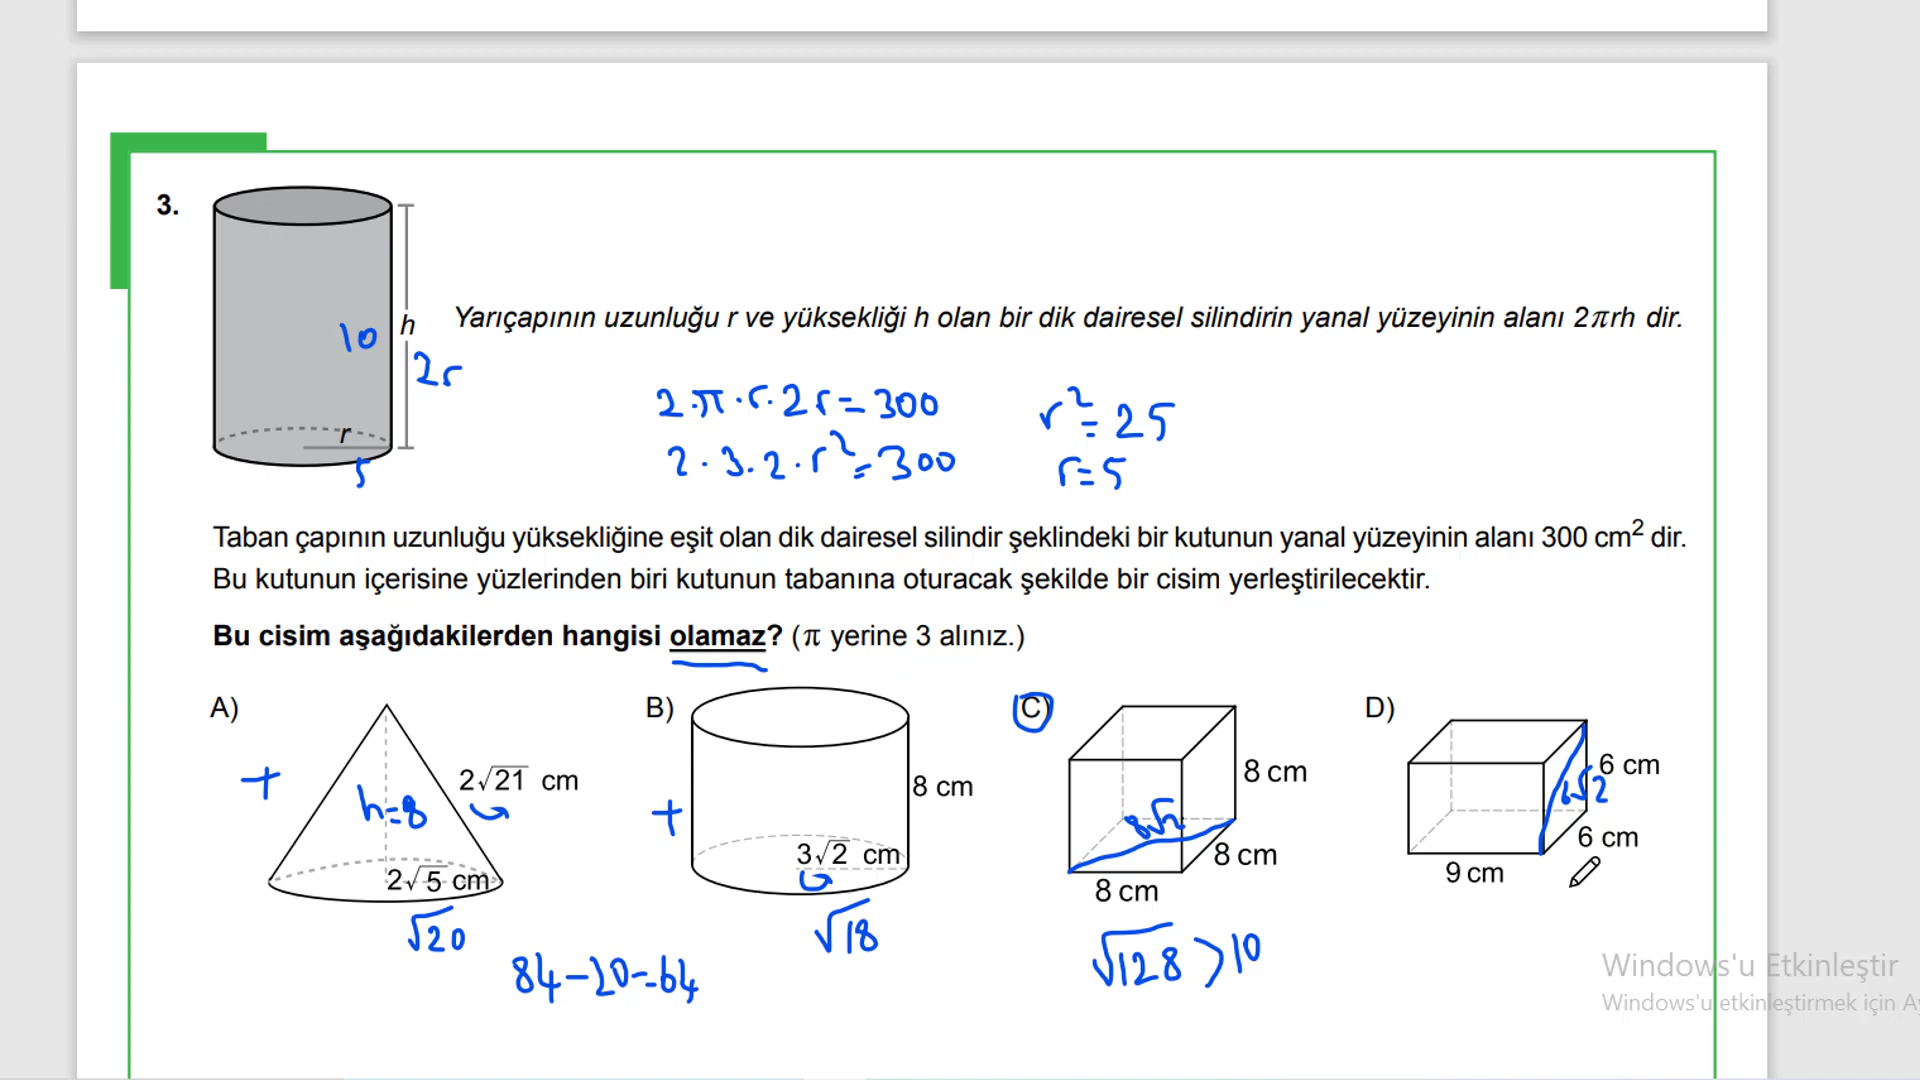 3.
h
10
2r
r
5
Yarıçapının uzunluğu r ve yüksekliği h olan bir dik dairesel silindirin yanal yüzeyinin alanı 2πrh dir.
2·π·r·2r=300
2·3·2·r²=300
r²=25
r=5
Taban çapının uzunluğu yüksekliğine eşit olan dik dairesel silindir şeklindeki bir kutunun yanal yüzeyinin alanı 300 cm² dir.
Bu kutunun içerisine yüzlerinden biri kutunun tabanına oturacak şekilde bir cisim yerleştirilecektir.
Bu cisim aşağıdakilerden hangisi olamaz? (π yerine 3 alınız.)
A)
+
h=8
2√21 cm
2√5 cm
√20
84-20=64
B)
+
8 cm
3√2 cm
√18
C)
8 cm
8√2
8 cm
8 cm
√128 >10
D)
6 cm
6√2
6 cm
9 cm
Windows'u Etkinleştir
Windows'u etkinleştirmek için Ay